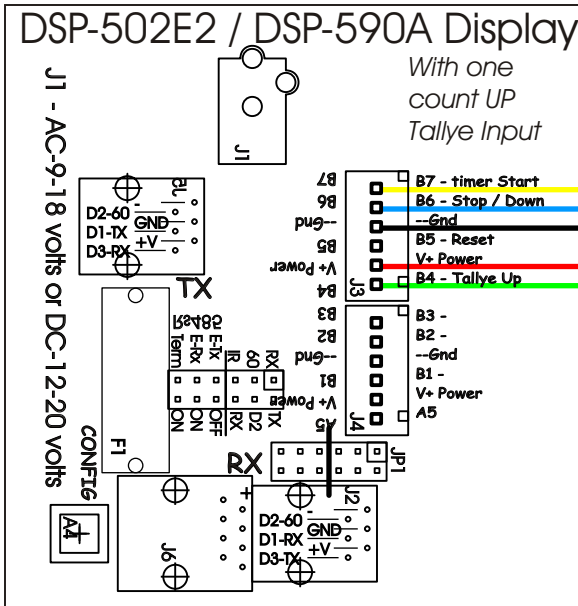 DSP-502E2 / DSP-590A Display
With one
count UP
Tallye Input
J1 - AC-9-18 volts or DC-12-20 volts
J1
J5
D2-60 -
GND
D1-TX
+V
D3-RX
TX
B7
B6
--Gnd
B5
V+ Power
B4
J3
B7 - timer Start
B6 - Stop / Down
--Gnd
B5 - Reset
V+ Power
B4 - Tallye Up
B3
B2
--Gnd
B1
V+ Power
A5
J4
B3 -
B2 -
--Gnd
B1 -
V+ Power
A5
Rs485
Term E-Rx E-Tx IR 60 RX
ON ON OFF RX D2 TX
F1
RX
JP1
CONFIG
A4
J6
+
J2
D2-60 -
GND
D1-RX
+V
D3-TX